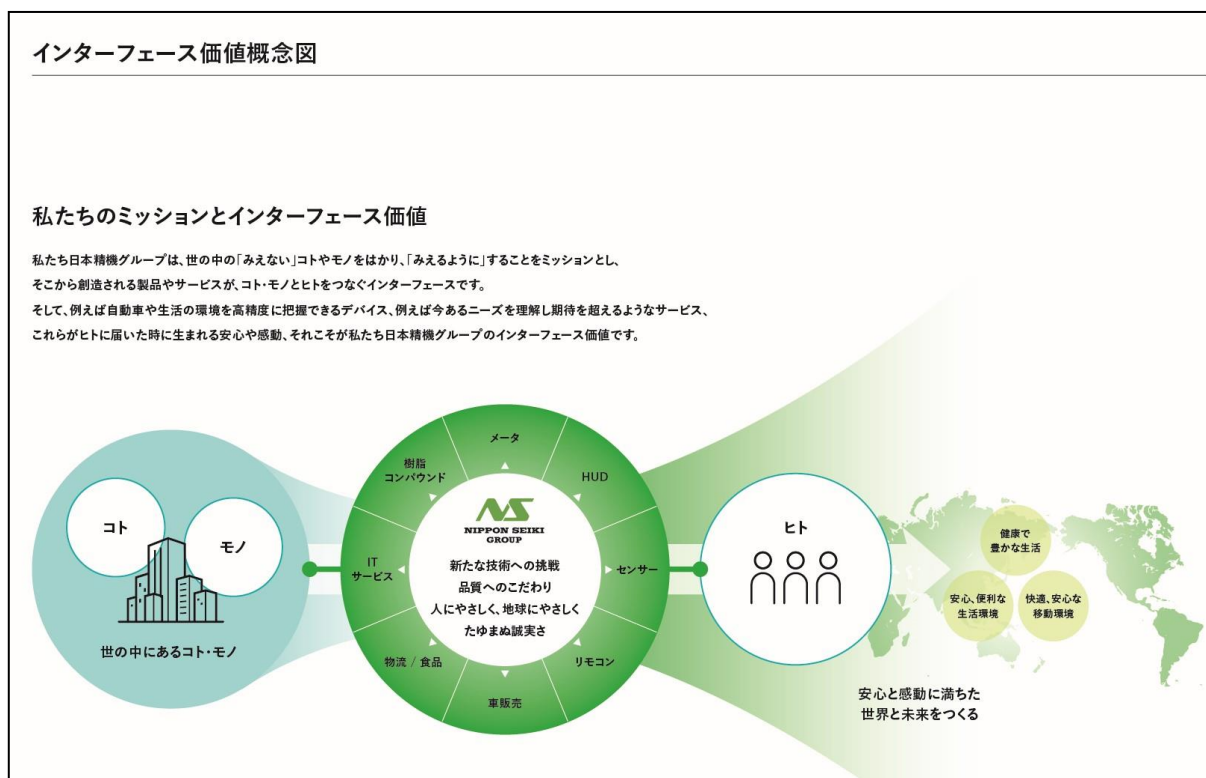 インターフェース価値概念図
私たちのミッションとインターフェース価値
私たち日本精機グループは、世の中の「みえない」コトやモノをはかり、「みえるように」することをミッションとし、
そこから創造される製品やサービスが、コト・モノとヒトをつなぐインターフェースです。
そして、例えば自動車や生活の環境を高精度に把握できるデバイス、例えば今あるニーズを理解し期待を超えるようなサービス、
これらがヒトに届いた時に生まれる安心や感動、それこそが私たち日本精機グループのインターフェース価値です。
コト
モノ
世の中にあるコト・モノ
メータ
HUD
センサー
リモコン
車販売
物流 / 食品
IT
サービス
樹脂
コンパウンド
NS
NIPPON SEIKI
GROUP
新たな技術への挑戦
品質へのこだわり
人にやさしく、地球にやさしく
たゆまぬ誠実さ
ヒト
健康で
豊かな生活
安心、便利な
生活環境
快適、安心な
移動環境
安心と感動に満ちた
世界と未来をつくる